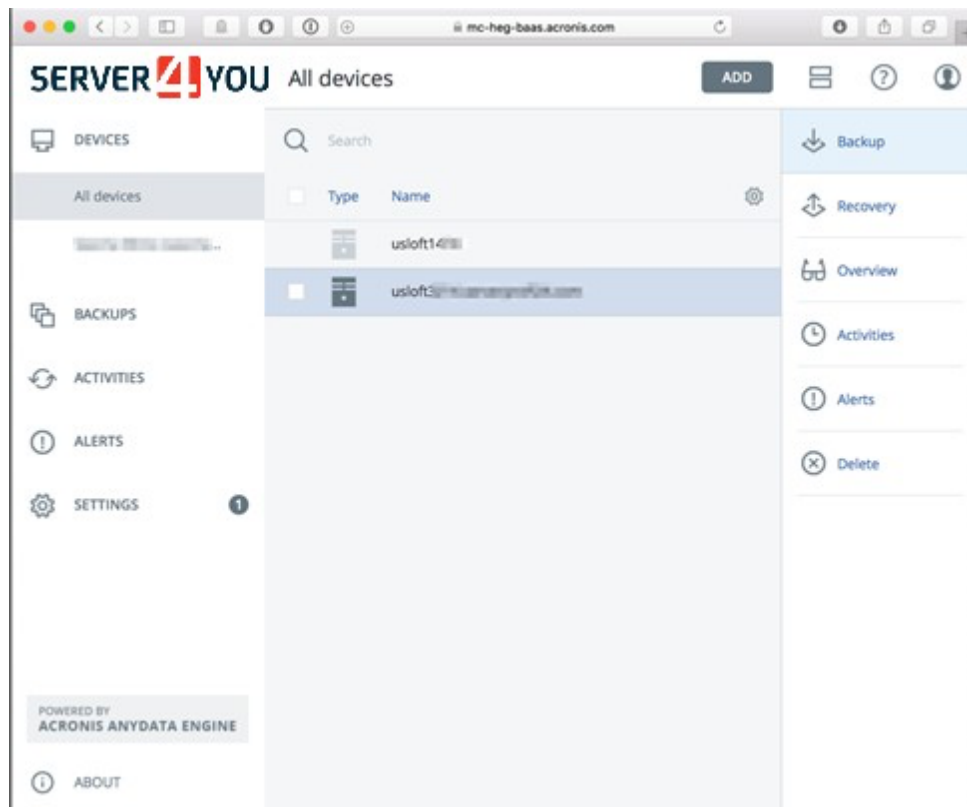 mc-heg-baas.acronis.com
SERVER4YOU
All devices
ADD
DEVICES
All devices
BACKUPS
ACTIVITIES
ALERTS
SETTINGS
1
POWERED BY
ACRONIS ANYDATA ENGINE
ABOUT
Search
Type Name
usloft14
usloft3
Backup
Recovery
Overview
Activities
Alerts
Delete